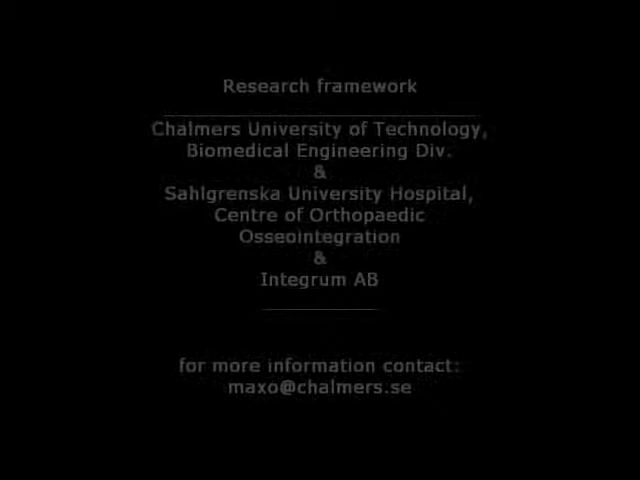 Research framework
Chalmers University of Technology,
Biomedical Engineering Div.
&
Sahlgrenska University Hospital,
Centre of Orthopaedic
Osseointegration
&
Integrum AB
for more information contact:
maxo@chalmers.se